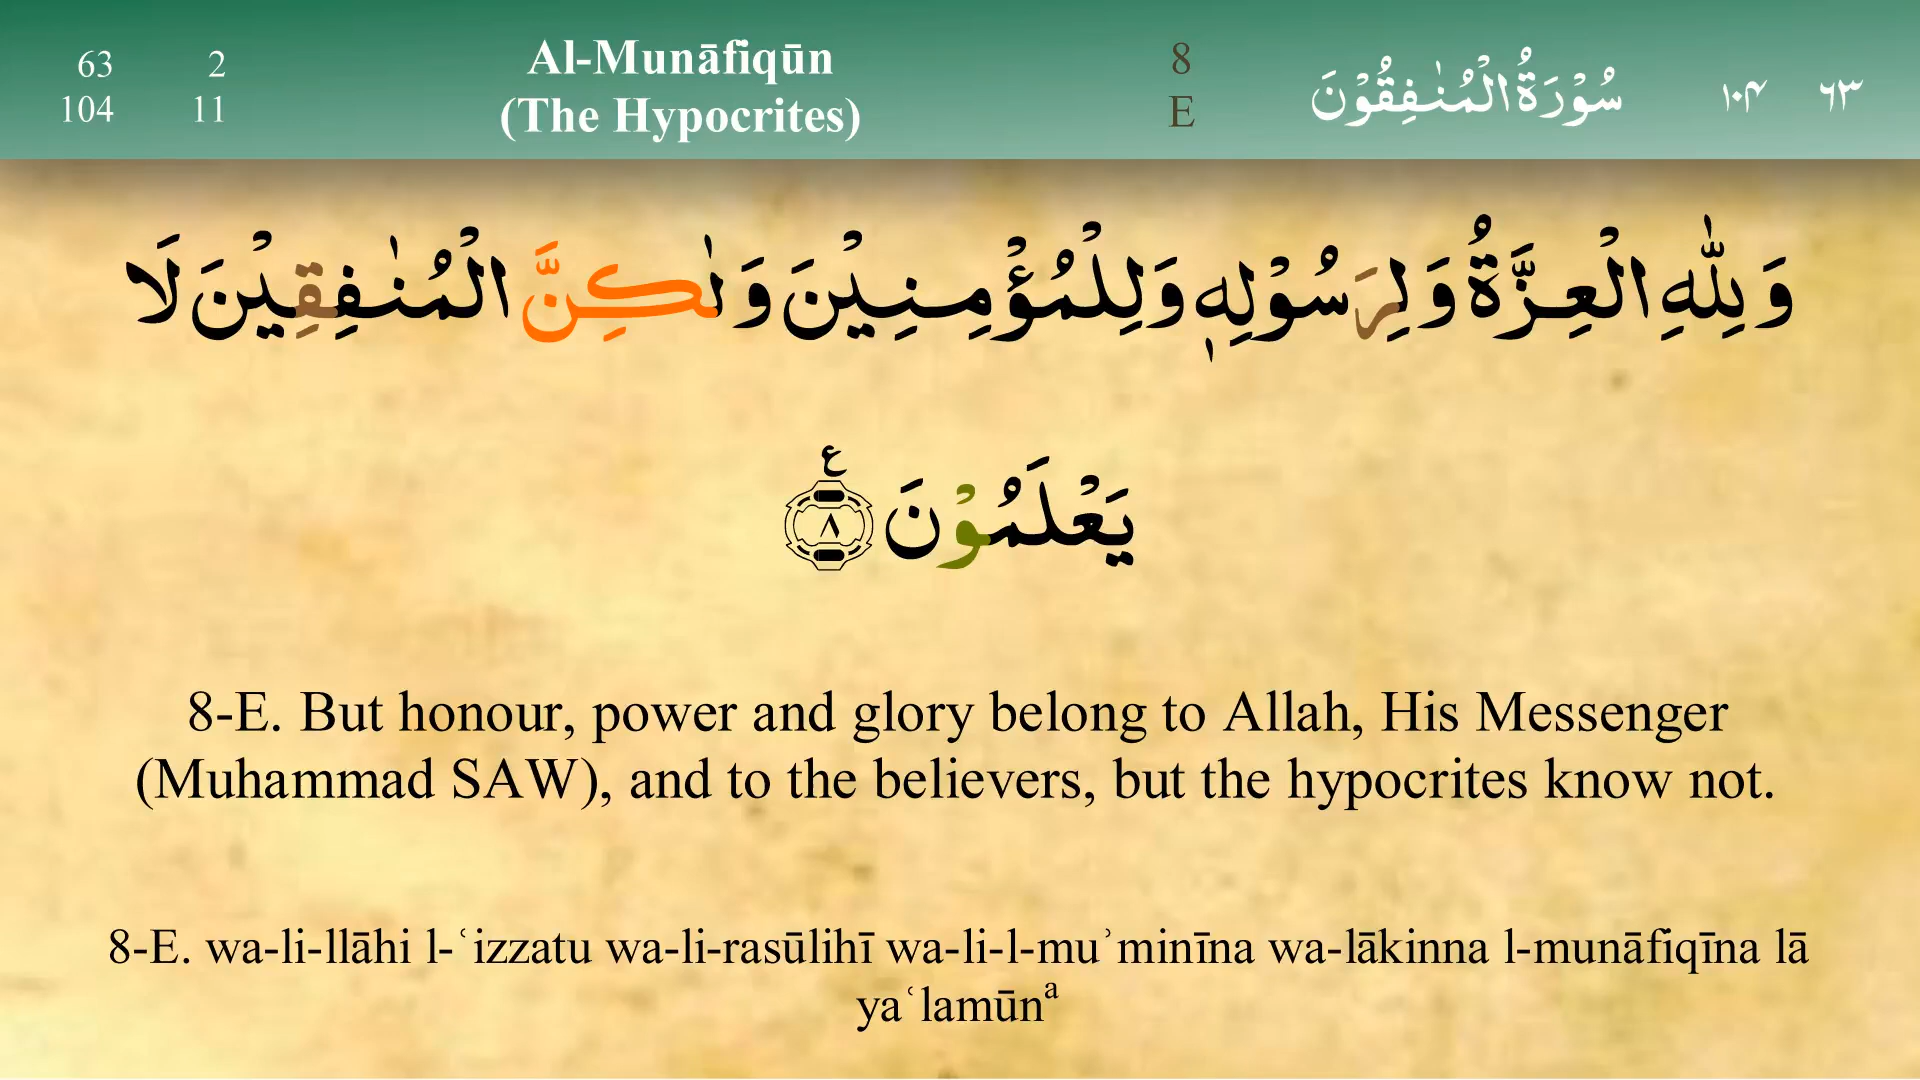 63 2 Al-Munāfiqūn 8 سُوْرَةُ الْمُنٰفِقُوْنَ ١٠٤ ٦٣
104 11 (The Hypocrites) E
وَلِلّٰهِ الْعِزَّةُ وَلِرَسُوْلِهٖ وَلِلْمُؤْمِنِيْنَ وَلٰكِنَّ الْمُنٰفِقِيْنَ لَا
يَعْلَمُوْنَ ٨ ع
8-E. But honour, power and glory belong to Allah, His Messenger
(Muhammad SAW), and to the believers, but the hypocrites know not.
8-E. wa-li-llāhi l-ʿizzatu wa-li-rasūlihī wa-li-l-muʾminīna wa-lākinna l-munāfiqīna lā
yaʿlamūnᵃ